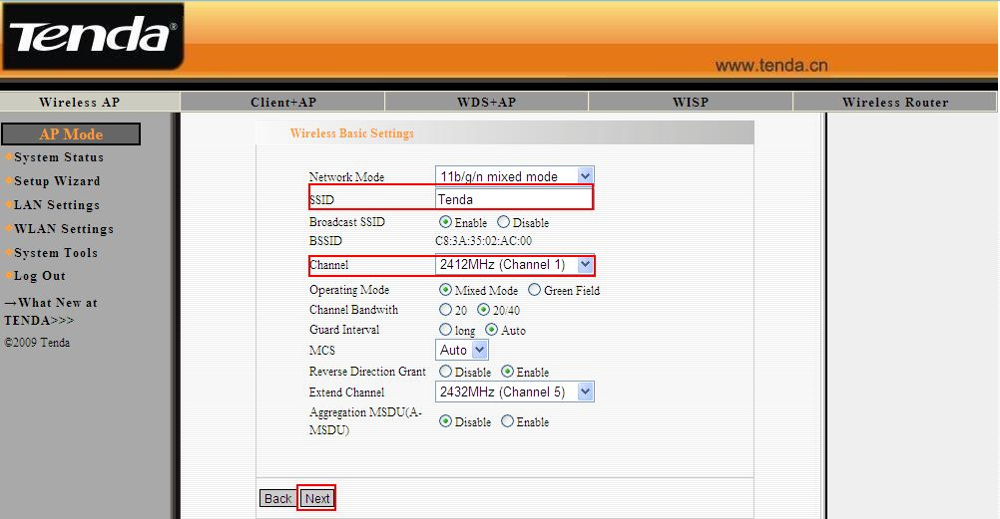 Tenda®
www.tenda.cn
Wireless AP Client+AP WDS+AP WISP Wireless Router
AP Mode
System Status
Setup Wizard
LAN Settings
WLAN Settings
System Tools
Log Out
→What New at
TENDA>>>
©2009 Tenda
Wireless Basic Settings
Network Mode 11b/g/n mixed mode
SSID Tenda
Broadcast SSID Enable Disable
BSSID C8:3A:35:02:AC:00
Channel 2412MHz (Channel 1)
Operating Mode Mixed Mode Green Field
Channel Bandwith 20 20/40
Guard Interval long Auto
MCS Auto
Reverse Direction Grant Disable Enable
Extend Channel 2432MHz (Channel 5)
Aggregation MSDU(A-
MSDU) Disable Enable
Back Next